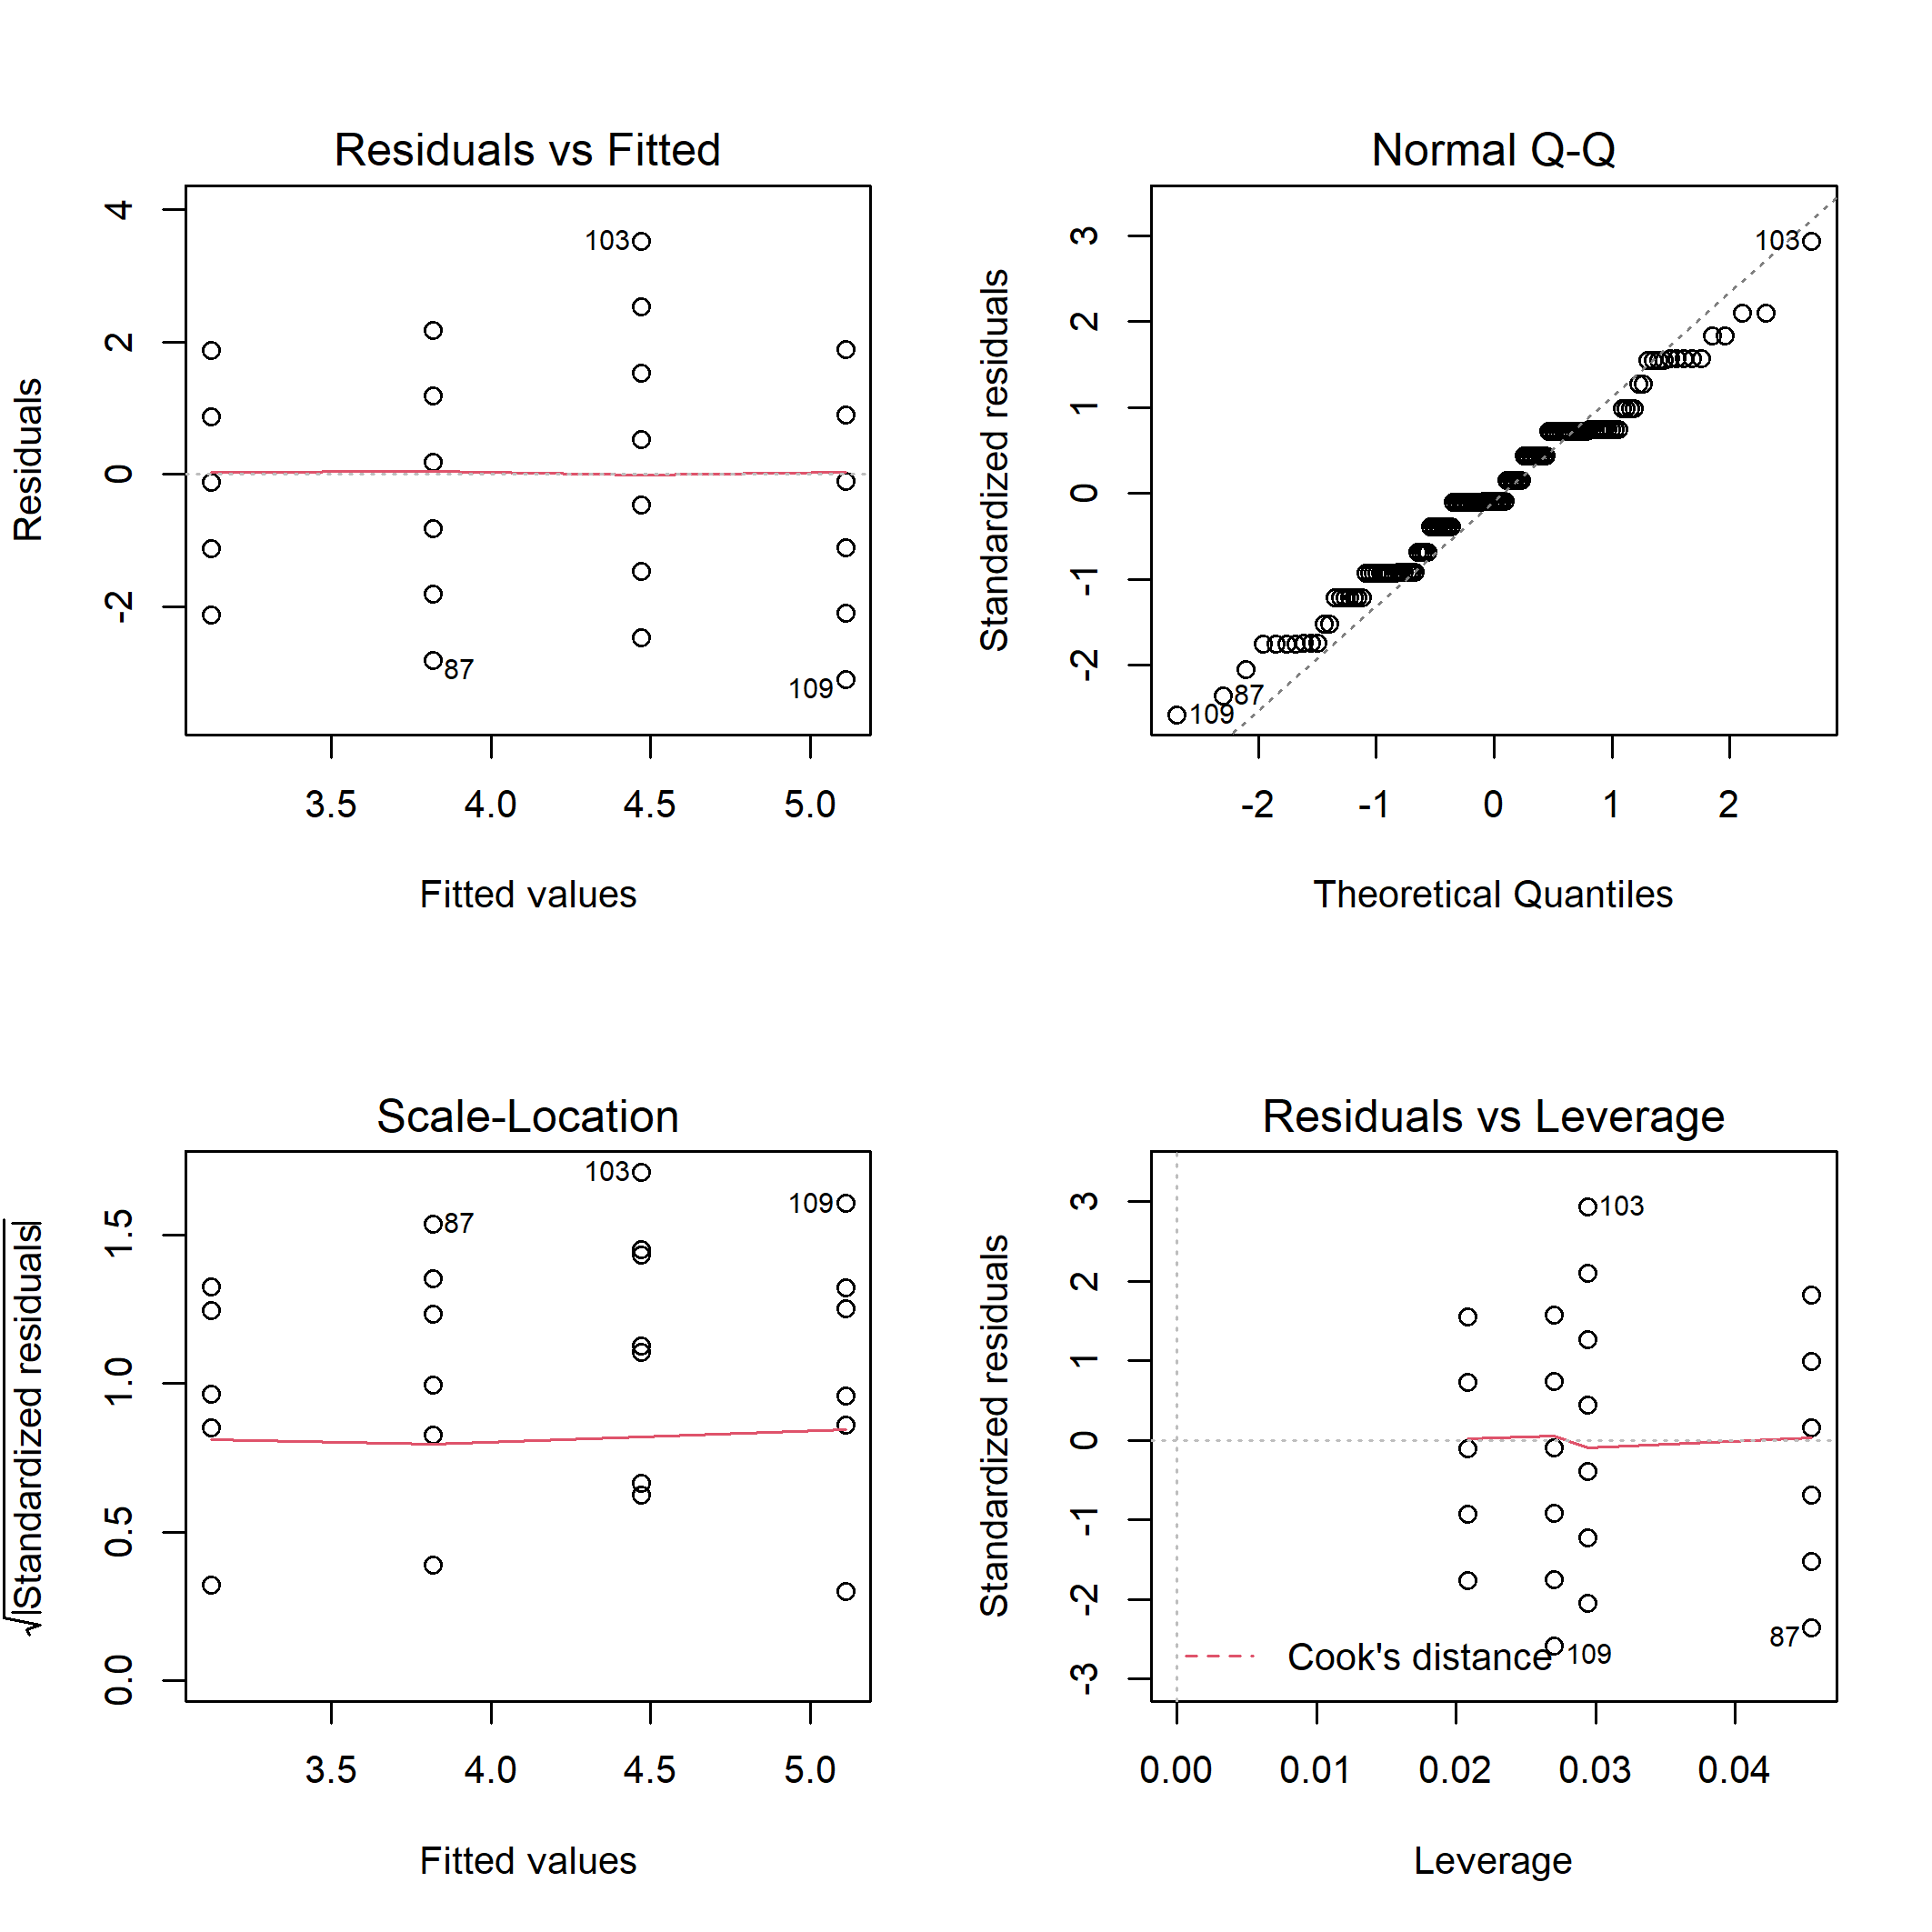 Residuals vs Fitted
Residuals
4
2
0
-2
103
87
109
3.5 4.0 4.5 5.0
Fitted values
Normal Q-Q
Standardized residuals
3
2
1
0
-1
-2
103
87
109
-2 -1 0 1 2
Theoretical Quantiles
Scale-Location
√|Standardized residuals|
1.5
1.0
0.5
0.0
103
109
87
3.5 4.0 4.5 5.0
Fitted values
Residuals vs Leverage
Standardized residuals
3
2
1
0
-1
-2
-3
103
87
109
Cook's distance
0.00 0.01 0.02 0.03 0.04
Leverage